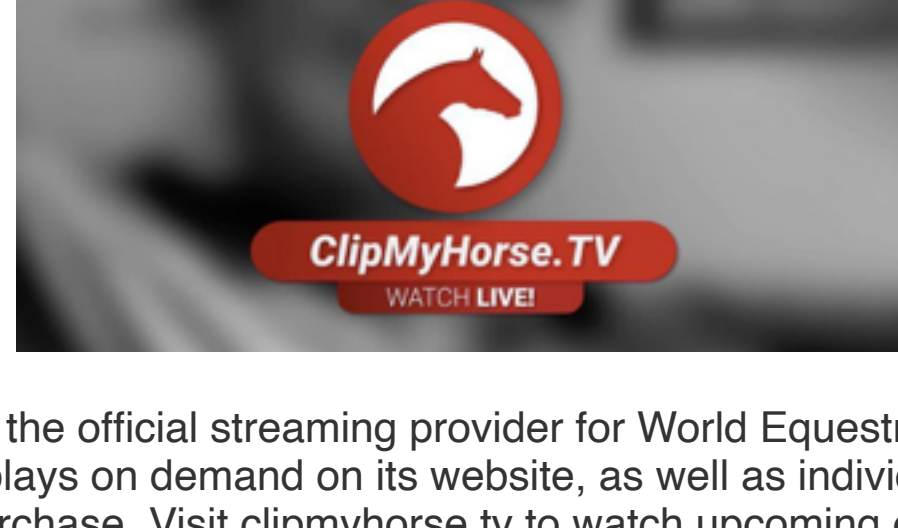 ClipMyHorse.TV
WATCH LIVE!
the official streaming provider for World Equestr
plays on demand on its website, as well as individ
rchase. Visit clipmyhorse.tv to watch upcoming